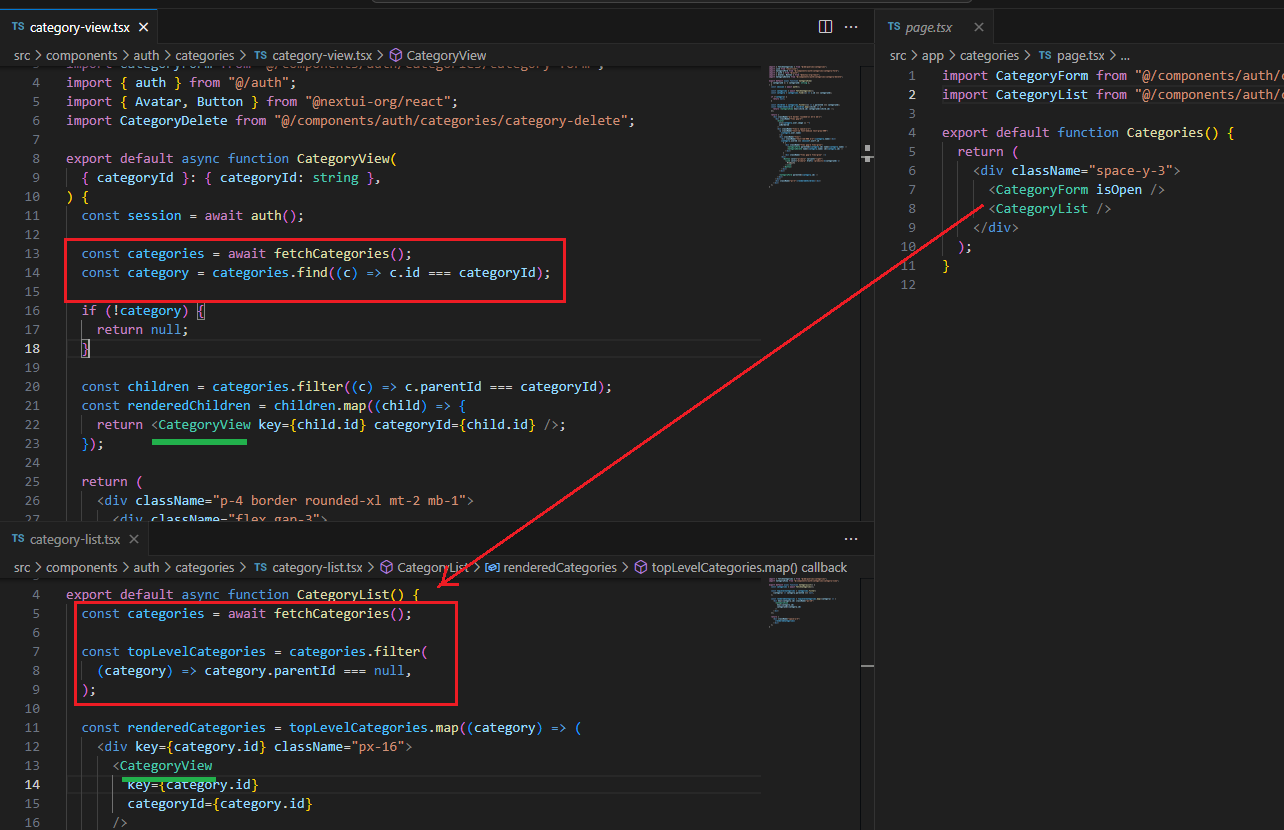 TS category-view.tsx
src > components > auth > categories > TS category-view.tsx > CategoryView
4 import { auth } from "@/auth";
5 import { Avatar, Button } from "@nextui-org/react";
6 import CategoryDelete from "@/components/auth/categories/category-delete";
7
8 export default async function CategoryView(
9 { categoryId }: { categoryId: string },
10 ) {
11 const session = await auth();
12
13 const categories = await fetchCategories();
14 const category = categories.find((c) => c.id === categoryId);
15
16 if (!category) {
17 return null;
18 }
19
20 const children = categories.filter((c) => c.parentId === categoryId);
21 const renderedChildren = children.map((child) => {
22 return <CategoryView key={child.id} categoryId={child.id} />;
23 });
24
25 return (
26 <div className="p-4 border rounded-xl mt-2 mb-1">
27 <div className="flex gap-3">
TS category-list.tsx
src > components > auth > categories > TS category-list.tsx > CategoryList > renderedCategories > topLevelCategories.map() callback
4 export default async function CategoryList() {
5 const categories = await fetchCategories();
6
7 const topLevelCategories = categories.filter(
8 (category) => category.parentId === null,
9 );
10
11 const renderedCategories = topLevelCategories.map((category) => (
12 <div key={category.id} className="px-16">
13 <CategoryView
14 key={category.id}
15 categoryId={category.id}
16 />
TS page.tsx
src > app > categories > TS page.tsx > ...
1 import CategoryForm from "@/components/auth/
2 import CategoryList from "@/components/auth/
3
4 export default function Categories() {
5 return (
6 <div className="space-y-3">
7 <CategoryForm isOpen />
8 <CategoryList />
9 </div>
10 );
11 }
12